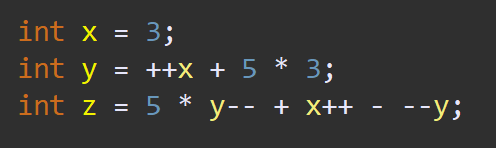 int x = 3;
int y = ++x + 5 * 3;
int z = 5 * y-- + x++ - --y;